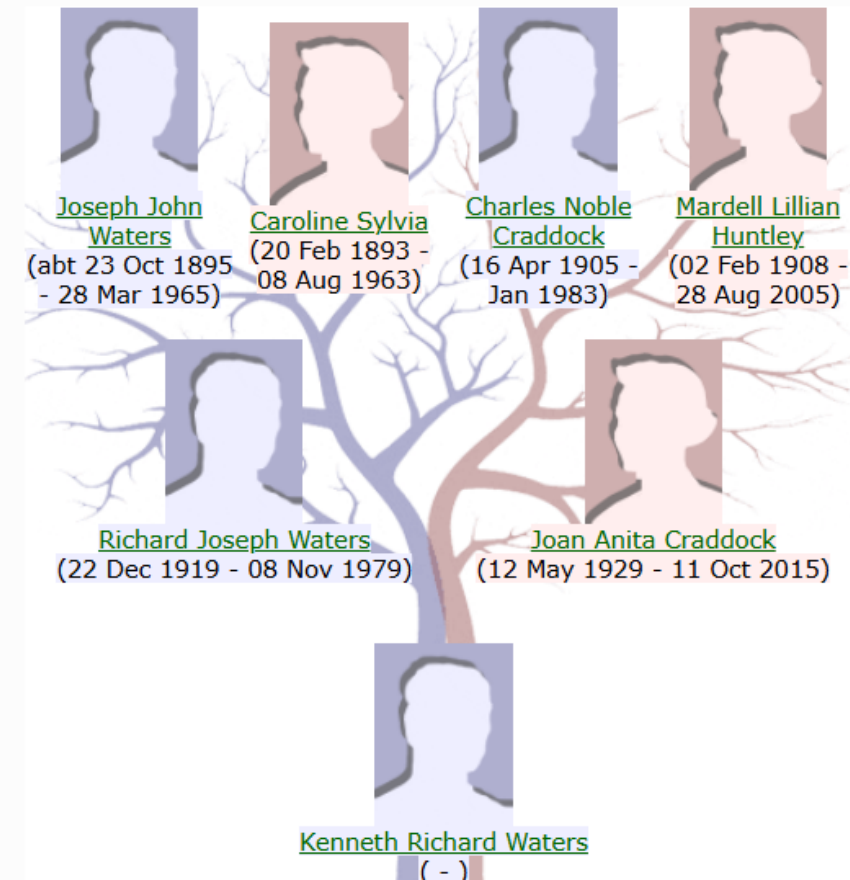 Joseph John
Waters
(abt 23 Oct 1895
- 28 Mar 1965)
Caroline Sylvia
(20 Feb 1893 -
08 Aug 1963)
Charles Noble
Craddock
(16 Apr 1905 -
Jan 1983)
Mardell Lillian
Huntley
(02 Feb 1908 -
28 Aug 2005)
Richard Joseph Waters
(22 Dec 1919 - 08 Nov 1979)
Joan Anita Craddock
(12 May 1929 - 11 Oct 2015)
Kenneth Richard Waters
( - )